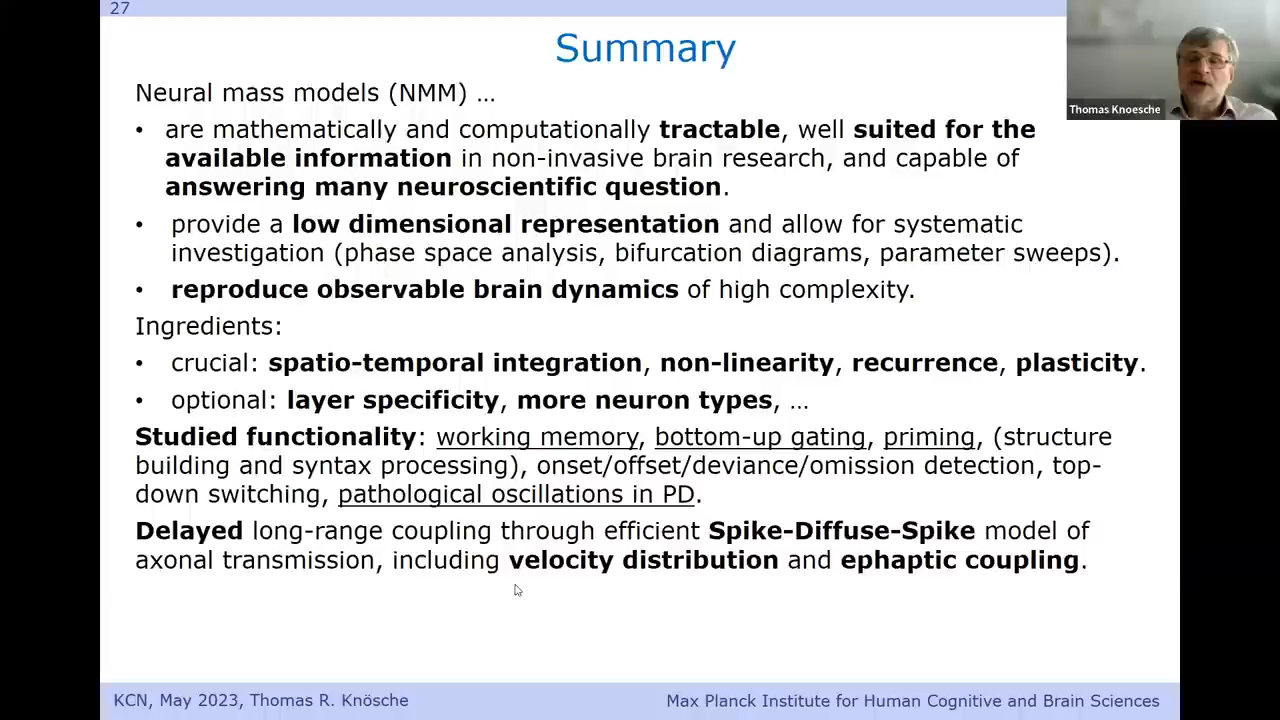 27
Summary
Thomas Knoesche
Neural mass models (NMM) …
• are mathematically and computationally tractable, well suited for the
available information in non-invasive brain research, and capable of
answering many neuroscientific question.
• provide a low dimensional representation and allow for systematic
investigation (phase space analysis, bifurcation diagrams, parameter sweeps).
• reproduce observable brain dynamics of high complexity.
Ingredients:
• crucial: spatio-temporal integration, non-linearity, recurrence, plasticity.
• optional: layer specificity, more neuron types, …
Studied functionality: working memory, bottom-up gating, priming, (structure
building and syntax processing), onset/offset/deviance/omission detection, top-
down switching, pathological oscillations in PD.
Delayed long-range coupling through efficient Spike-Diffuse-Spike model of
axonal transmission, including velocity distribution and ephaptic coupling.
KCN, May 2023, Thomas R. Knösche
Max Planck Institute for Human Cognitive and Brain Sciences